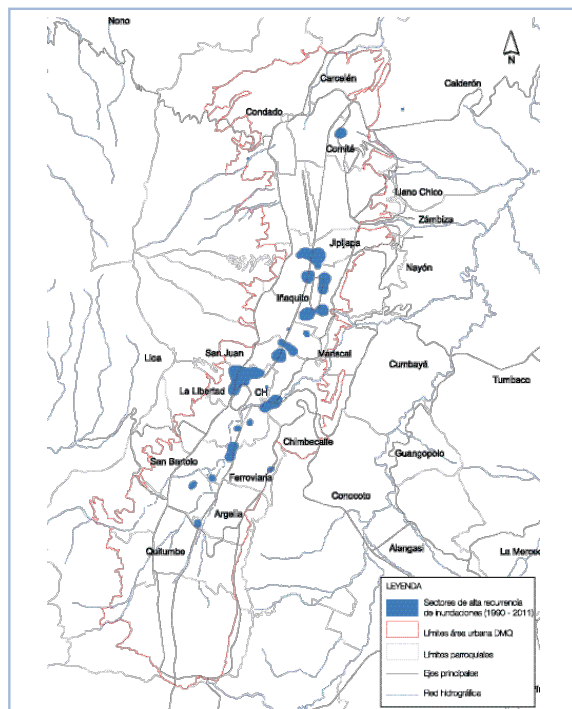 Nono
N
Carcelén
Calderón
Condado
Comité
Llano Chico
Zámbiza
Jipijapa
Nayón
Iñaquito
San Juan
Mariscal
Lloa
Cumbayá
Tumbaco
La Libertad
CH
Chimbacalle
Guangopolo
San Bartolo
Ferroviaria
Conocoto
Argelia
Quitumbe
Alangasí
La Merced
LEYENDA
Sectores de alta recurrencia
de inundaciones (1990 - 2011)
Límites área urbana DMQ
Límites parroquiales
Ejes principales
Red hidrográfica